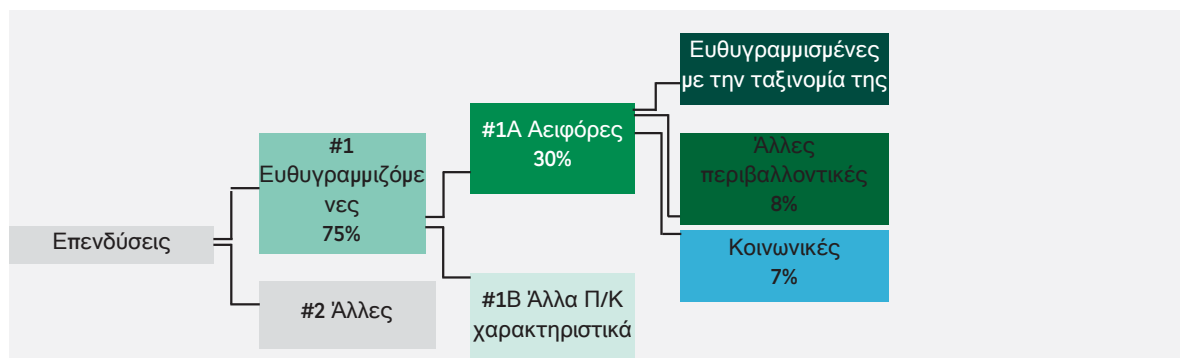 Επενδύσεις
#1
Ευθυγραμμιζόμε
νες
75%
#2 Άλλες
#1Α Αειφόρες
30%
#1Β Άλλα Π/Κ
χαρακτηριστικά
Ευθυγραμμισμένες
με την ταξινομία της
Άλλες
περιβαλλοντικές
8%
Κοινωνικές
7%